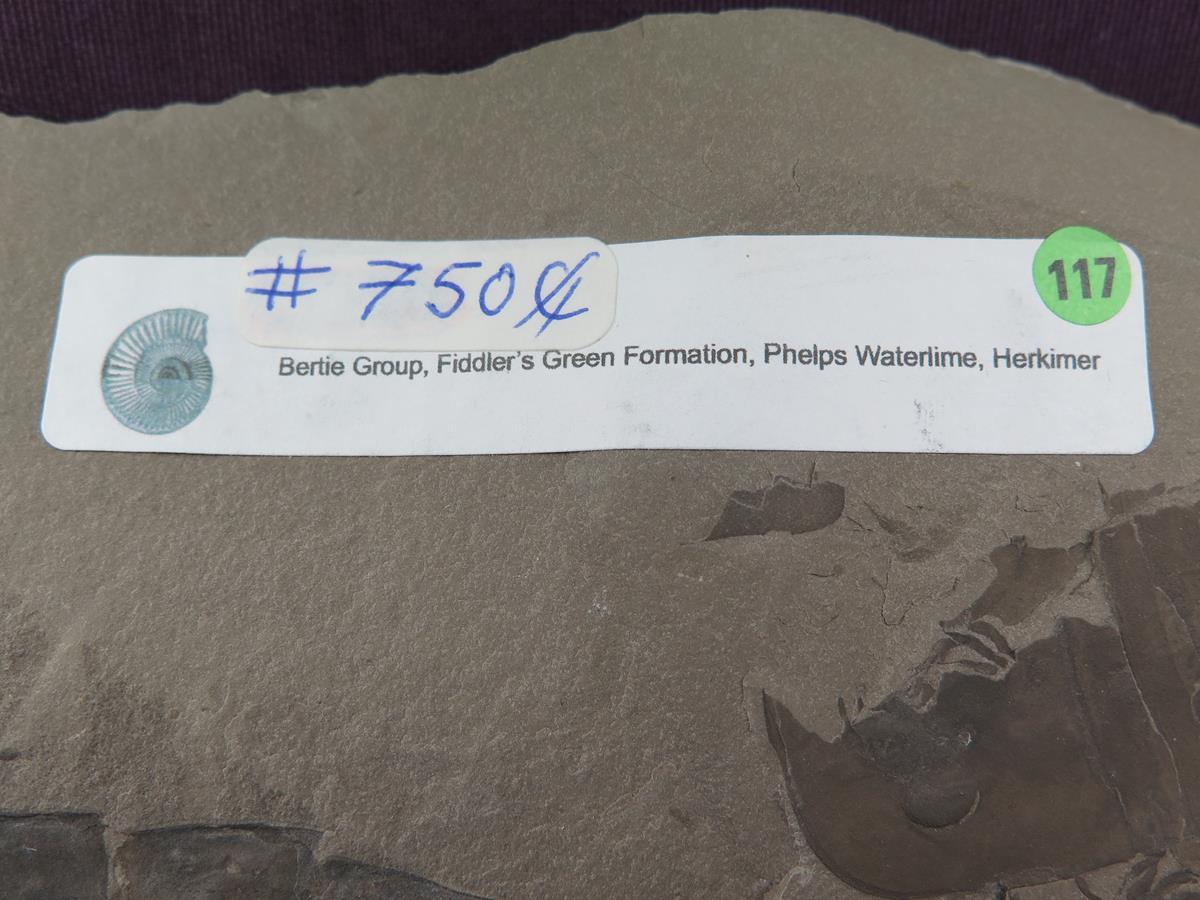 # 750 ₡
117
Bertie Group, Fiddler's Green Formation, Phelps Waterlime, Herkimer